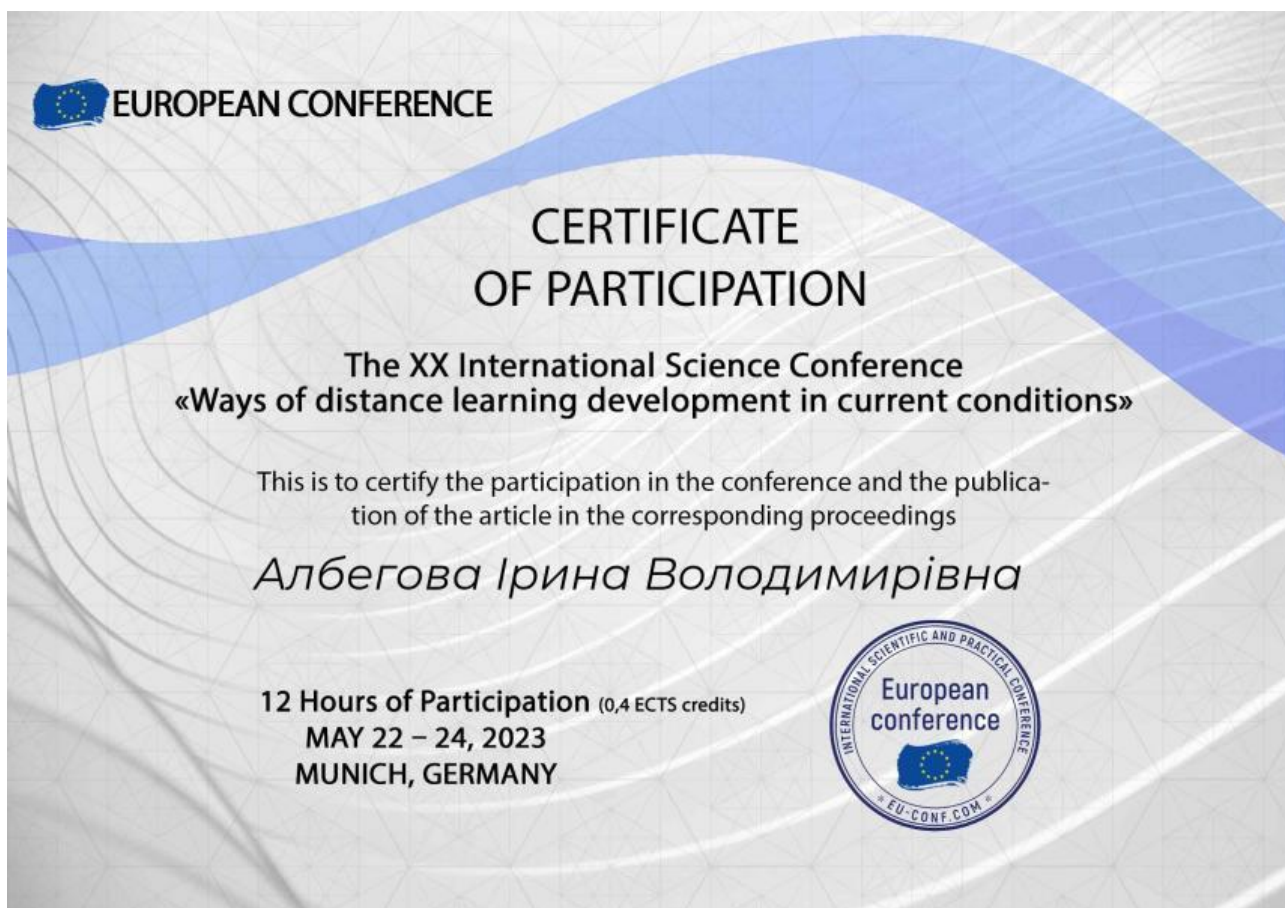 EUROPEAN CONFERENCE
CERTIFICATE
OF PARTICIPATION
The XX International Science Conference
«Ways of distance learning development in current conditions»
This is to certify the participation in the conference and the publica-
tion of the article in the corresponding proceedings
Албегова Ірина Володимирівна
12 Hours of Participation (0,4 ECTS credits)
MAY 22 – 24, 2023
MUNICH, GERMANY
INTERNATIONAL SCIENTIFIC AND PRACTICAL CONFERENCE
European
conference
* EU-CONF.COM *